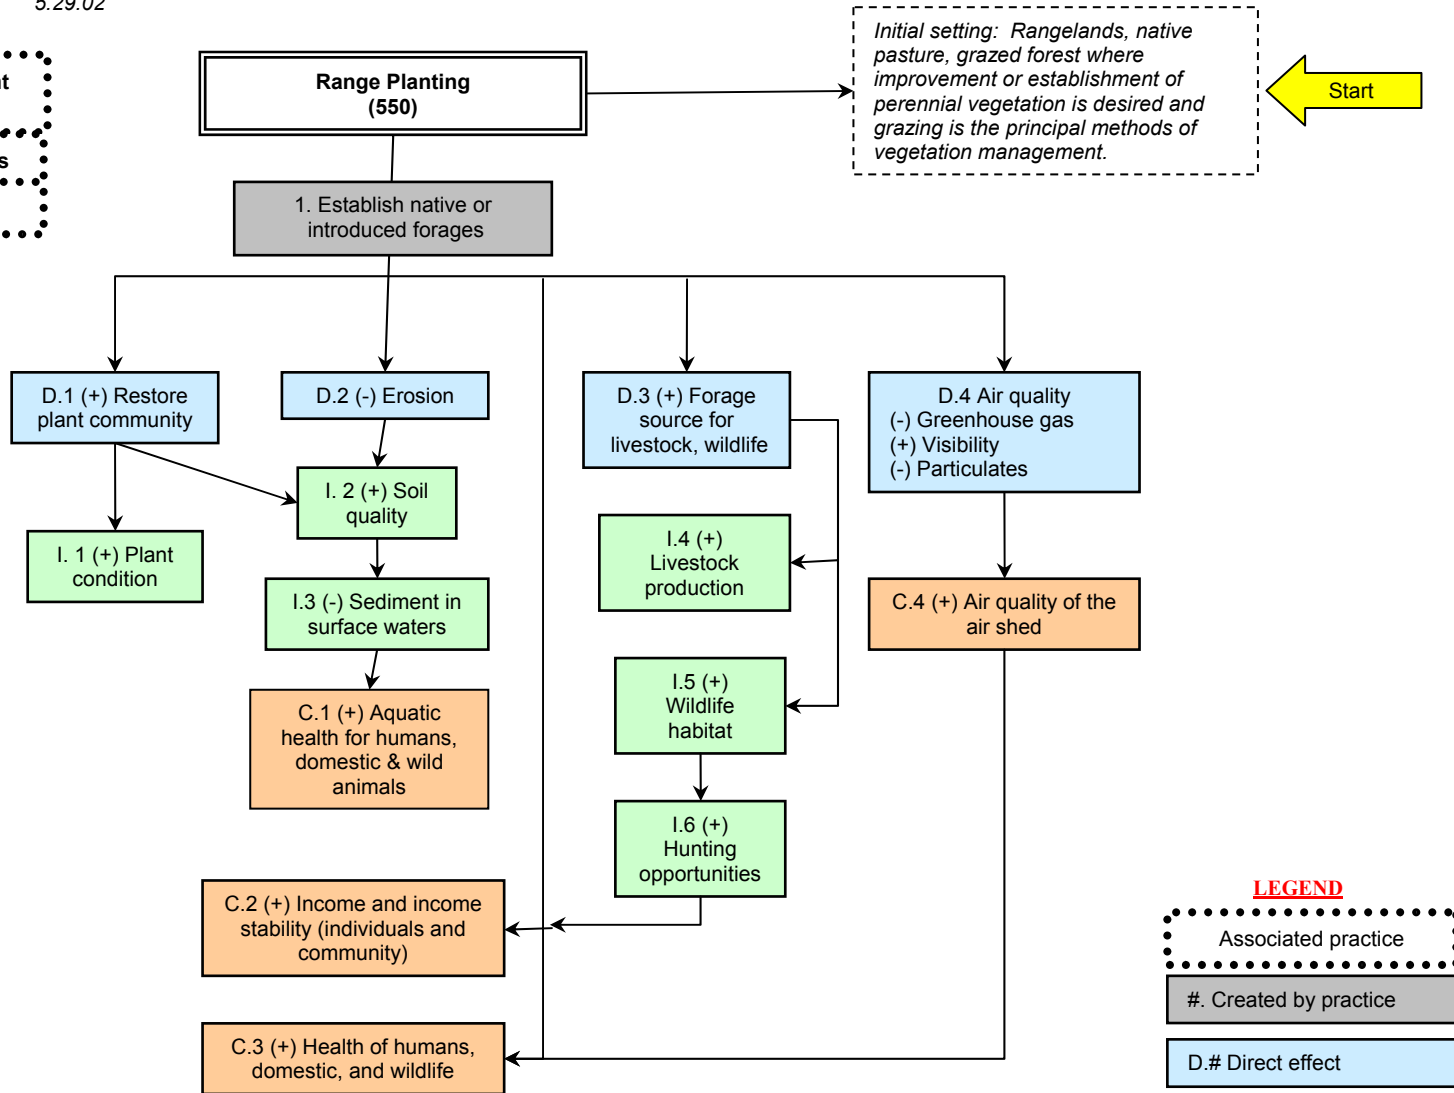 5.29.02
Range Planting
(550)
Initial setting: Rangelands, native
pasture, grazed forest where
improvement or establishment of
perennial vegetation is desired and
grazing is the principal methods of
vegetation management.
Start
1. Establish native or
introduced forages
D.1 (+) Restore
plant community
D.2 (-) Erosion
D.3 (+) Forage
source for
livestock, wildlife
D.4 Air quality
(-) Greenhouse gas
(+) Visibility
(-) Particulates
I. 2 (+) Soil
quality
I. 1 (+) Plant
condition
I.4 (+)
Livestock
production
I.3 (-) Sediment in
surface waters
C.4 (+) Air quality of the
air shed
I.5 (+)
Wildlife
habitat
C.1 (+) Aquatic
health for humans,
domestic & wild
animals
I.6 (+)
Hunting
opportunities
C.2 (+) Income and income
stability (individuals and
community)
C.3 (+) Health of humans,
domestic, and wildlife
LEGEND
Associated practice
#. Created by practice
D.# Direct effect